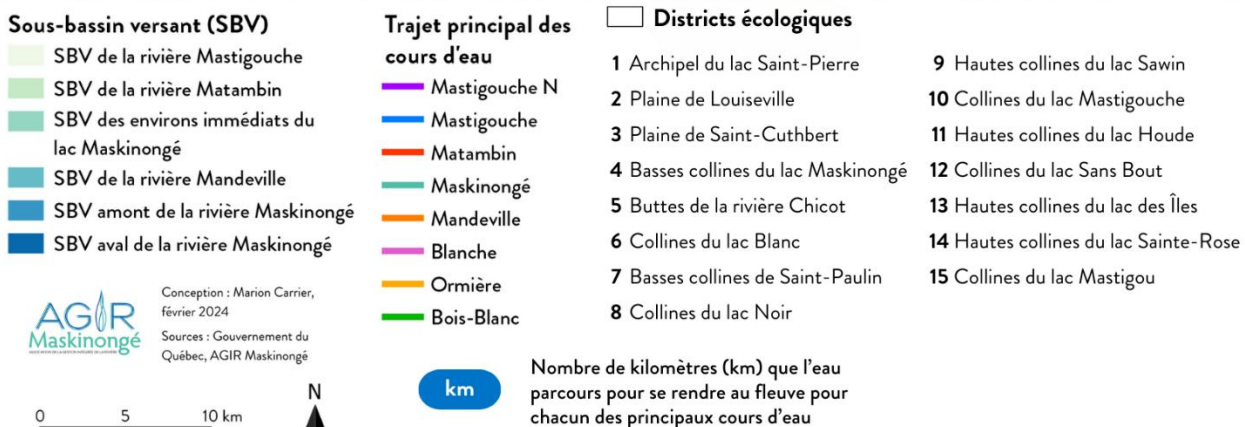 Sous-bassin versant (SBV)
SBV de la rivière Mastigouche
SBV de la rivière Matambin
SBV des environs immédiats du
lac Maskinongé
SBV de la rivière Mandeville
SBV amont de la rivière Maskinongé
SBV aval de la rivière Maskinongé
AGIR
Maskinongé
Conception : Marion Carrier,
février 2024
Sources : Gouvernement du
Québec, AGIR Maskinongé
0 5 10 km
N
Trajet principal des
cours d'eau
Mastigouche N
Mastigouche
Matambin
Maskinongé
Mandeville
Blanche
Ormière
Bois-Blanc
km
Nombre de kilomètres (km) que l'eau
parcours pour se rendre au fleuve pour
chacun des principaux cours d'eau
Districts écologiques
1 Archipel du lac Saint-Pierre
2 Plaine de Louiseville
3 Plaine de Saint-Cuthbert
4 Basses collines du lac Maskinongé
5 Buttes de la rivière Chicot
6 Collines du lac Blanc
7 Basses collines de Saint-Paulin
8 Collines du lac Noir
9 Hautes collines du lac Sawin
10 Collines du lac Mastigouche
11 Hautes collines du lac Houde
12 Collines du lac Sans Bout
13 Hautes collines du lac des Îles
14 Hautes collines du lac Sainte-Rose
15 Collines du lac Mastigou